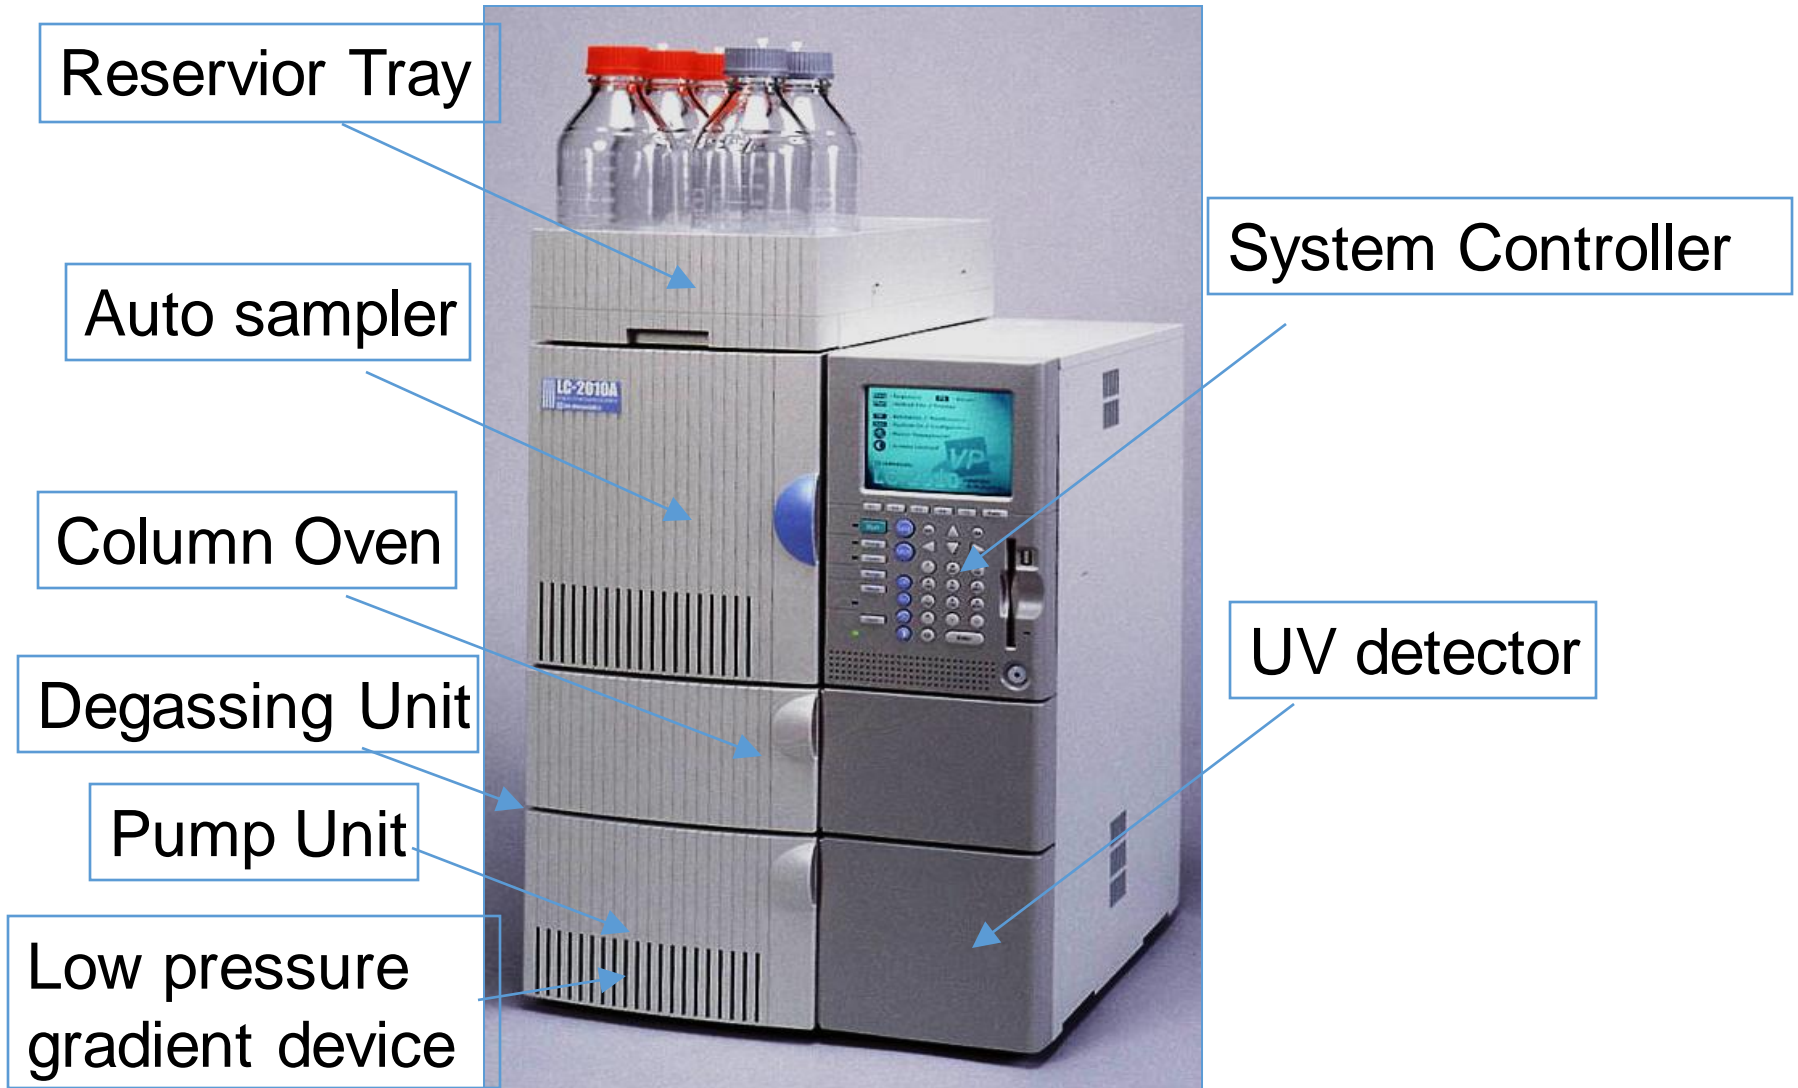 Reservior Tray
Auto sampler
Column Oven
Degassing Unit
Pump Unit
Low pressure
gradient device
System Controller
UV detector
LC-2010A
VP